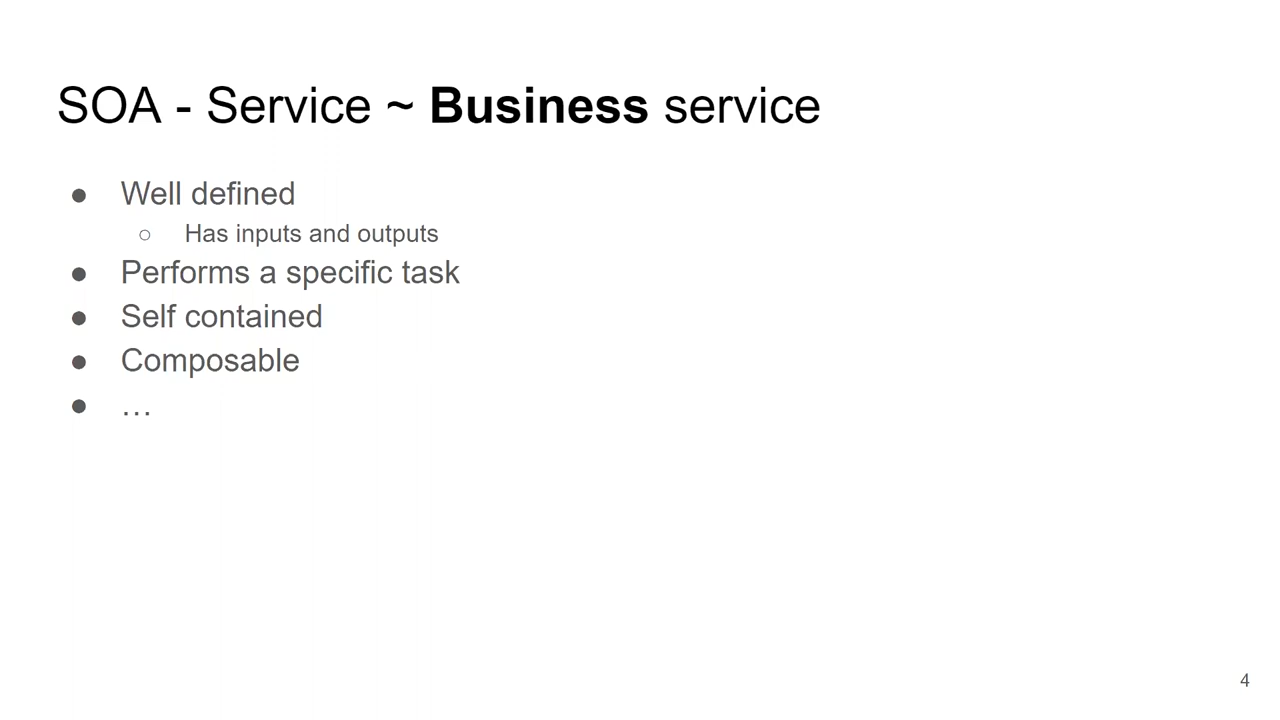 SOA - Service ~ Business service
● Well defined
○ Has inputs and outputs
● Performs a specific task
● Self contained
● Composable
● …
4